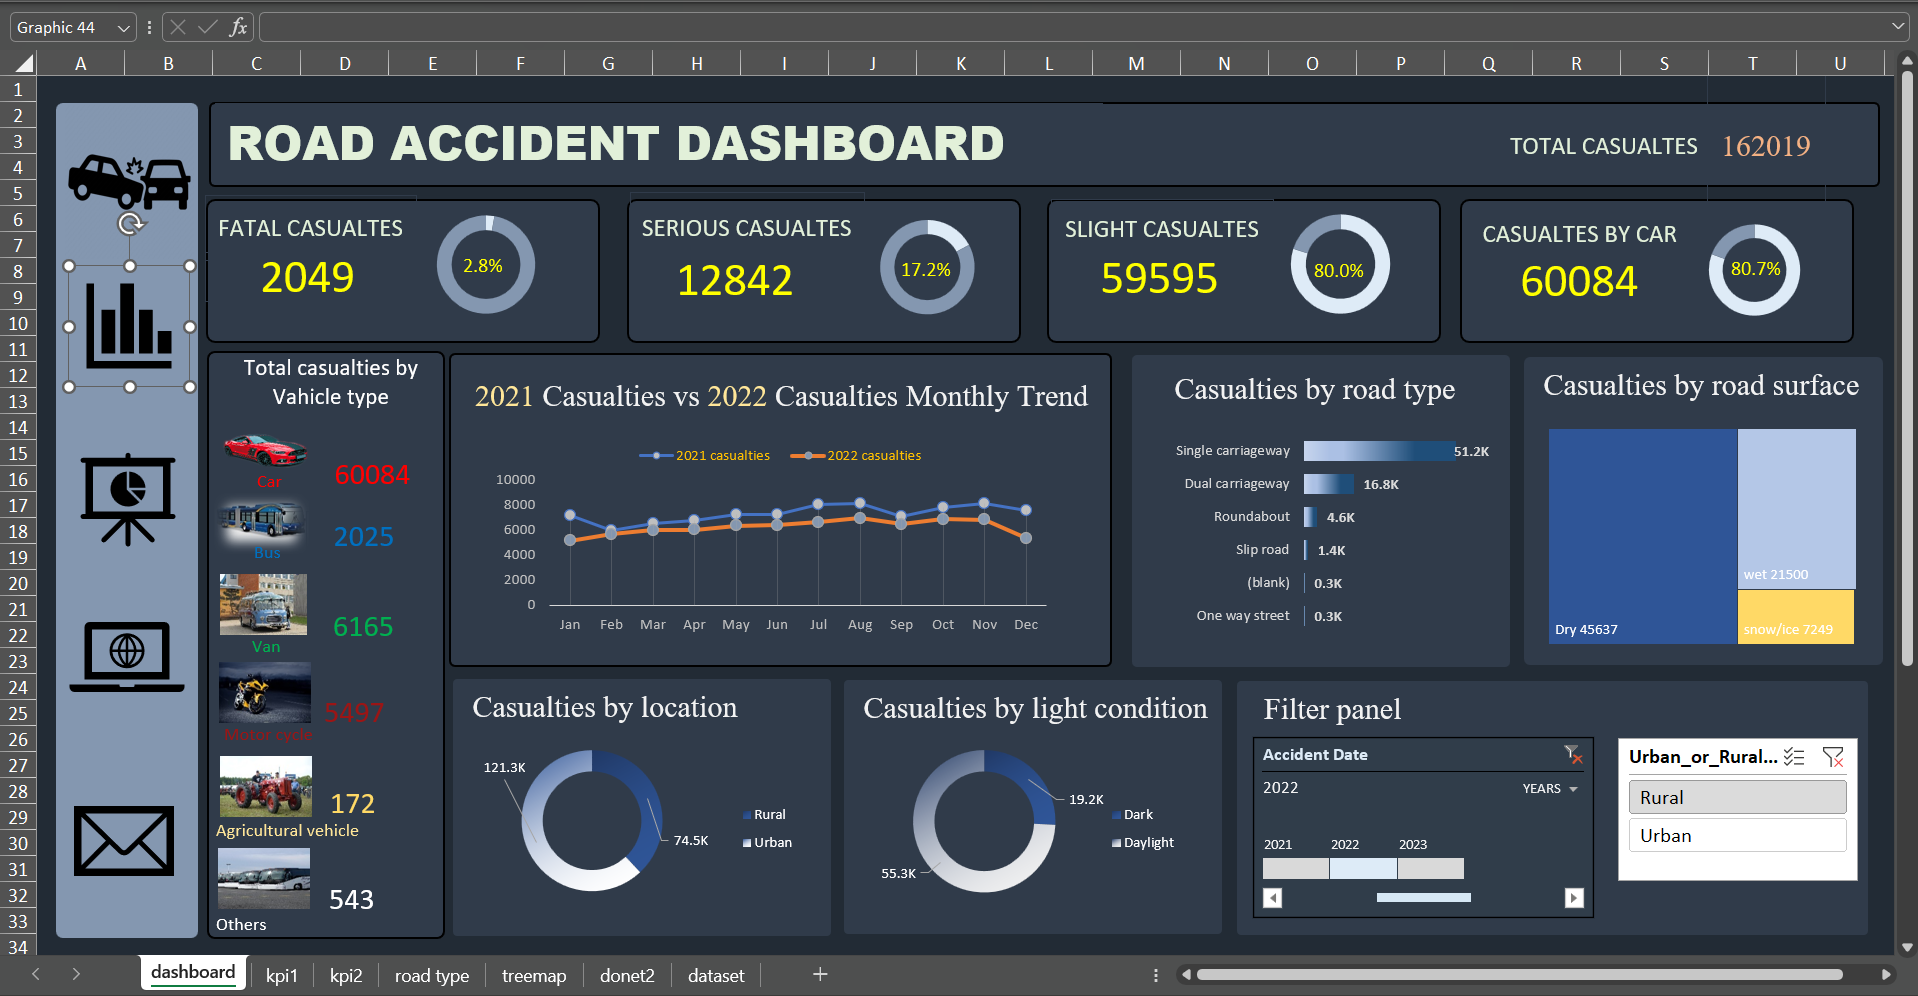 Graphic 44
fx
A B C D E F G H I J K L M N O P Q R S T U
1
2
3
4
5
6
7
8
9
10
11
12
13
14
15
16
17
18
19
20
21
22
23
24
25
26
27
28
29
30
31
32
33
34
ROAD ACCIDENT DASHBOARD
TOTAL CASUALTES 162019
FATAL CASUALTES
2049
2.8%
SERIOUS CASUALTES
12842
17.2%
SLIGHT CASUALTES
59595
80.0%
CASUALTES BY CAR
60084
80.7%
Total casualties by
Vahicle type
Car
60084
Bus
2025
Van
6165
Motor cycle
5497
Agricultural vehicle
172
Others
543
2021 Casualties vs 2022 Casualties Monthly Trend
2021 casualties 2022 casualties
10000
8000
6000
4000
2000
0
Jan Feb Mar Apr May Jun Jul Aug Sep Oct Nov Dec
Casualties by road type
Single carriageway 51.2K
Dual carriageway 16.8K
Roundabout 4.6K
Slip road 1.4K
(blank) 0.3K
One way street 0.3K
Casualties by road surface
Dry 45637
wet 21500
snow/ice 7249
Casualties by location
121.3K
74.5K
Rural
Urban
Casualties by light condition
19.2K
55.3K
Dark
Daylight
Filter panel
Accident Date
2022 YEARS
2021 2022 2023
Urban_or_Rural...
Rural
Urban
dashboard kpi1 kpi2 road type treemap donet2 dataset